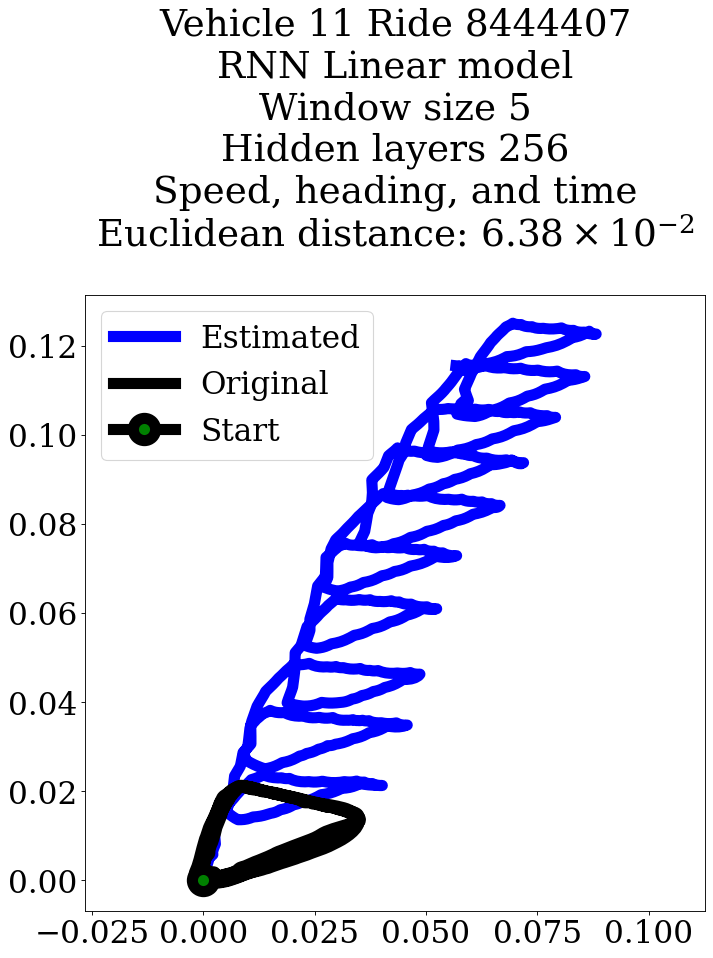 Vehicle 11 Ride 8444407
RNN Linear model
Window size 5
Hidden layers 256
Speed, heading, and time
Euclidean distance: 6.38 × 10⁻²
Estimated
Original
Start
0.12
0.10
0.08
0.06
0.04
0.02
0.00
−0.025 0.000 0.025 0.050 0.075 0.100